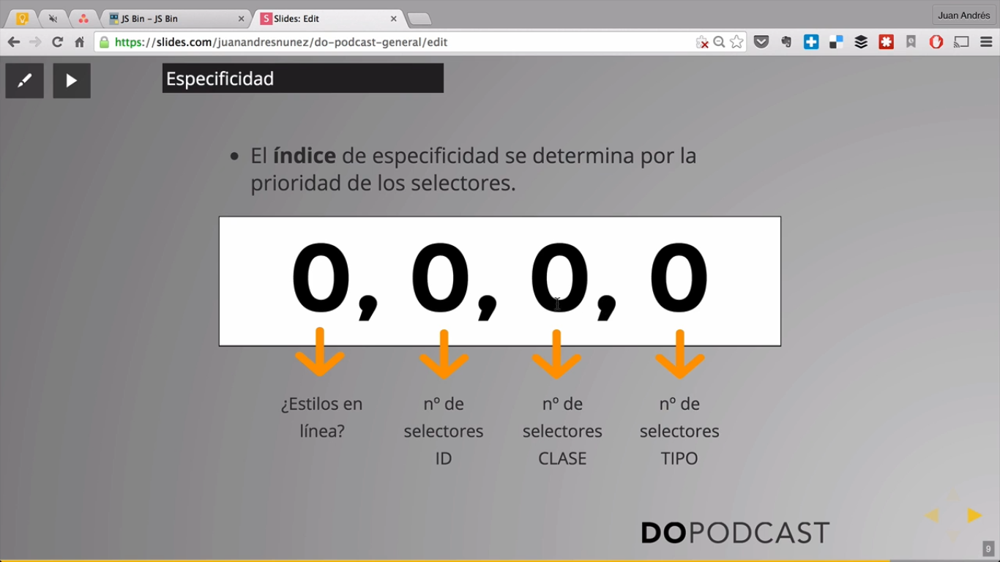 JS Bin – JS Bin
Slides: Edit
Juan Andrés
https://slides.com/juanandresnunez/do-podcast-general/edit
Especificidad
• El índice de especificidad se determina por la
prioridad de los selectores.
0, 0, 0, 0
¿Estilos en
línea?
nº de
selectores
ID
nº de
selectores
CLASE
nº de
selectores
TIPO
DOPODCAST
9